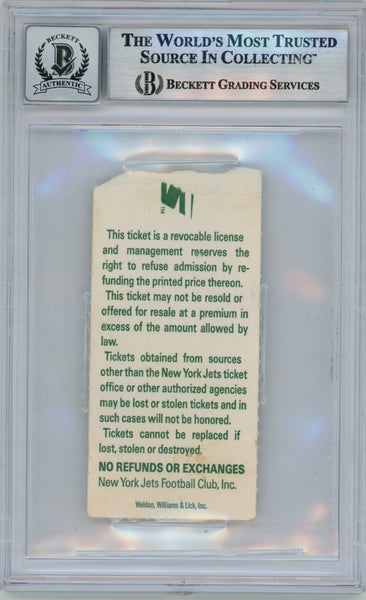 BECKETT
AUTHENTIC
THE WORLD'S MOST TRUSTED
SOURCE IN COLLECTING™
BECKETT GRADING SERVICES
TM
This ticket is a revocable license
and management reserves the
right to refuse admission by re-
funding the printed price thereon.
This ticket may not be resold or
offered for resale at a premium in
excess of the amount allowed by
law.
Tickets obtained from sources
other than the New York Jets ticket
office or other authorized agencies
may be lost or stolen tickets and in
such cases will not be honored.
Tickets cannot be replaced if
lost, stolen or destroyed.
NO REFUNDS OR EXCHANGES
New York Jets Football Club, Inc.
Weldon, Williams & Lick, Inc.